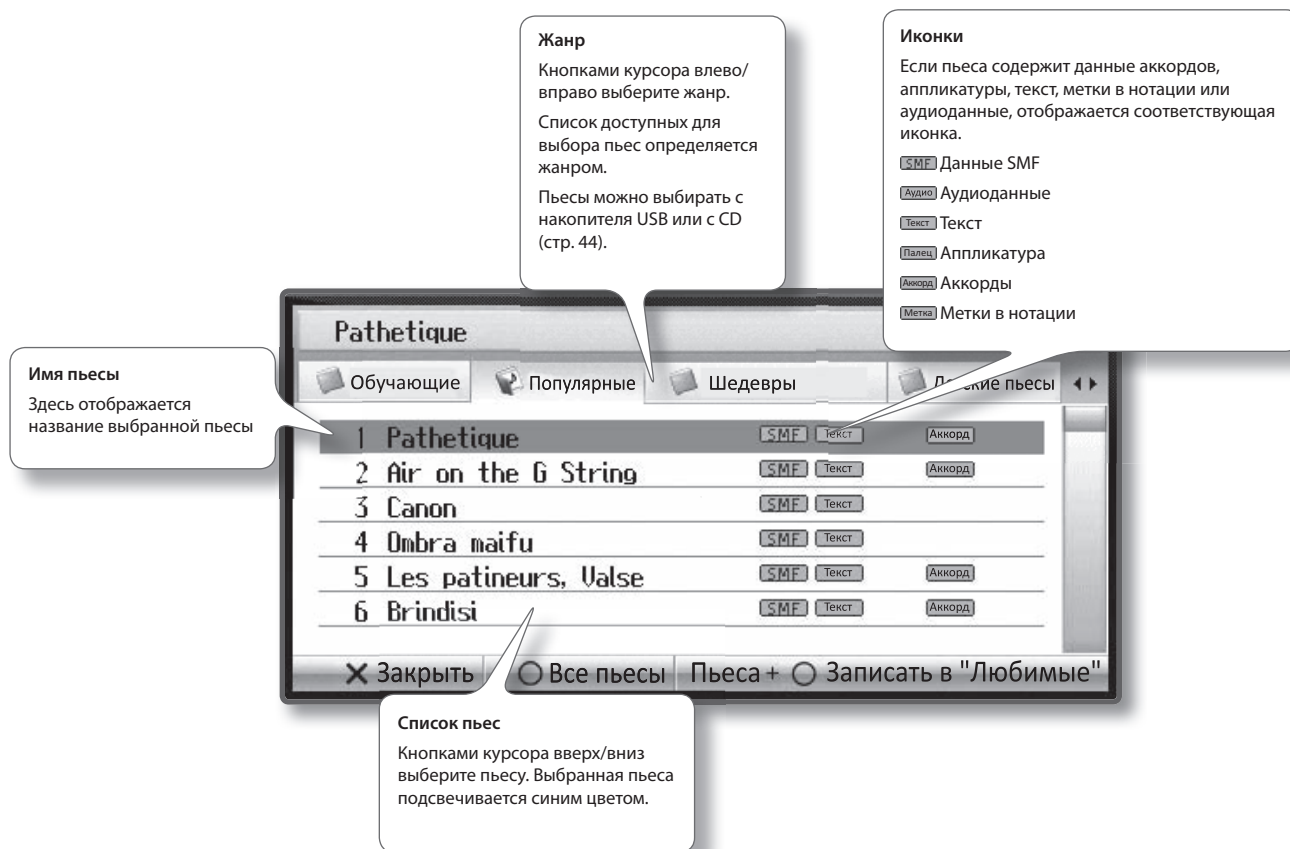 Жанр
Кнопками курсора влево/
вправо выберите жанр.
Список доступных для
выбора пьес определяется
жанром.
Пьесы можно выбирать с
накопителя USB или с CD
(стр. 44).
Иконки
Если пьеса содержит данные аккордов,
аппликатуры, текст, метки в нотации или
аудиоданные, отображается соответствующая
иконка.
SMF Данные SMF
Аудио Аудиоданные
Текст Текст
Палец Аппликатура
Аккорд Аккорды
Метка Метки в нотации
Имя пьесы
Здесь отображается
название выбранной пьесы
Pathetique
Обучающие Популярные Шедевры пьесы
1 Pathetique SMF Текст Аккорд
2 Air on the G String SMF Текст Аккорд
3 Canon SMF Текст
4 Ombra maifu SMF Текст
5 Les patineurs, Valse SMF Текст Аккорд
6 Brindisi SMF Текст Аккорд
Закрыть Все пьесы Пьеса + Записать в "Любимые"
Список пьес
Кнопками курсора вверх/вниз
выберите пьесу. Выбранная пьеса
подсвечивается синим цветом.